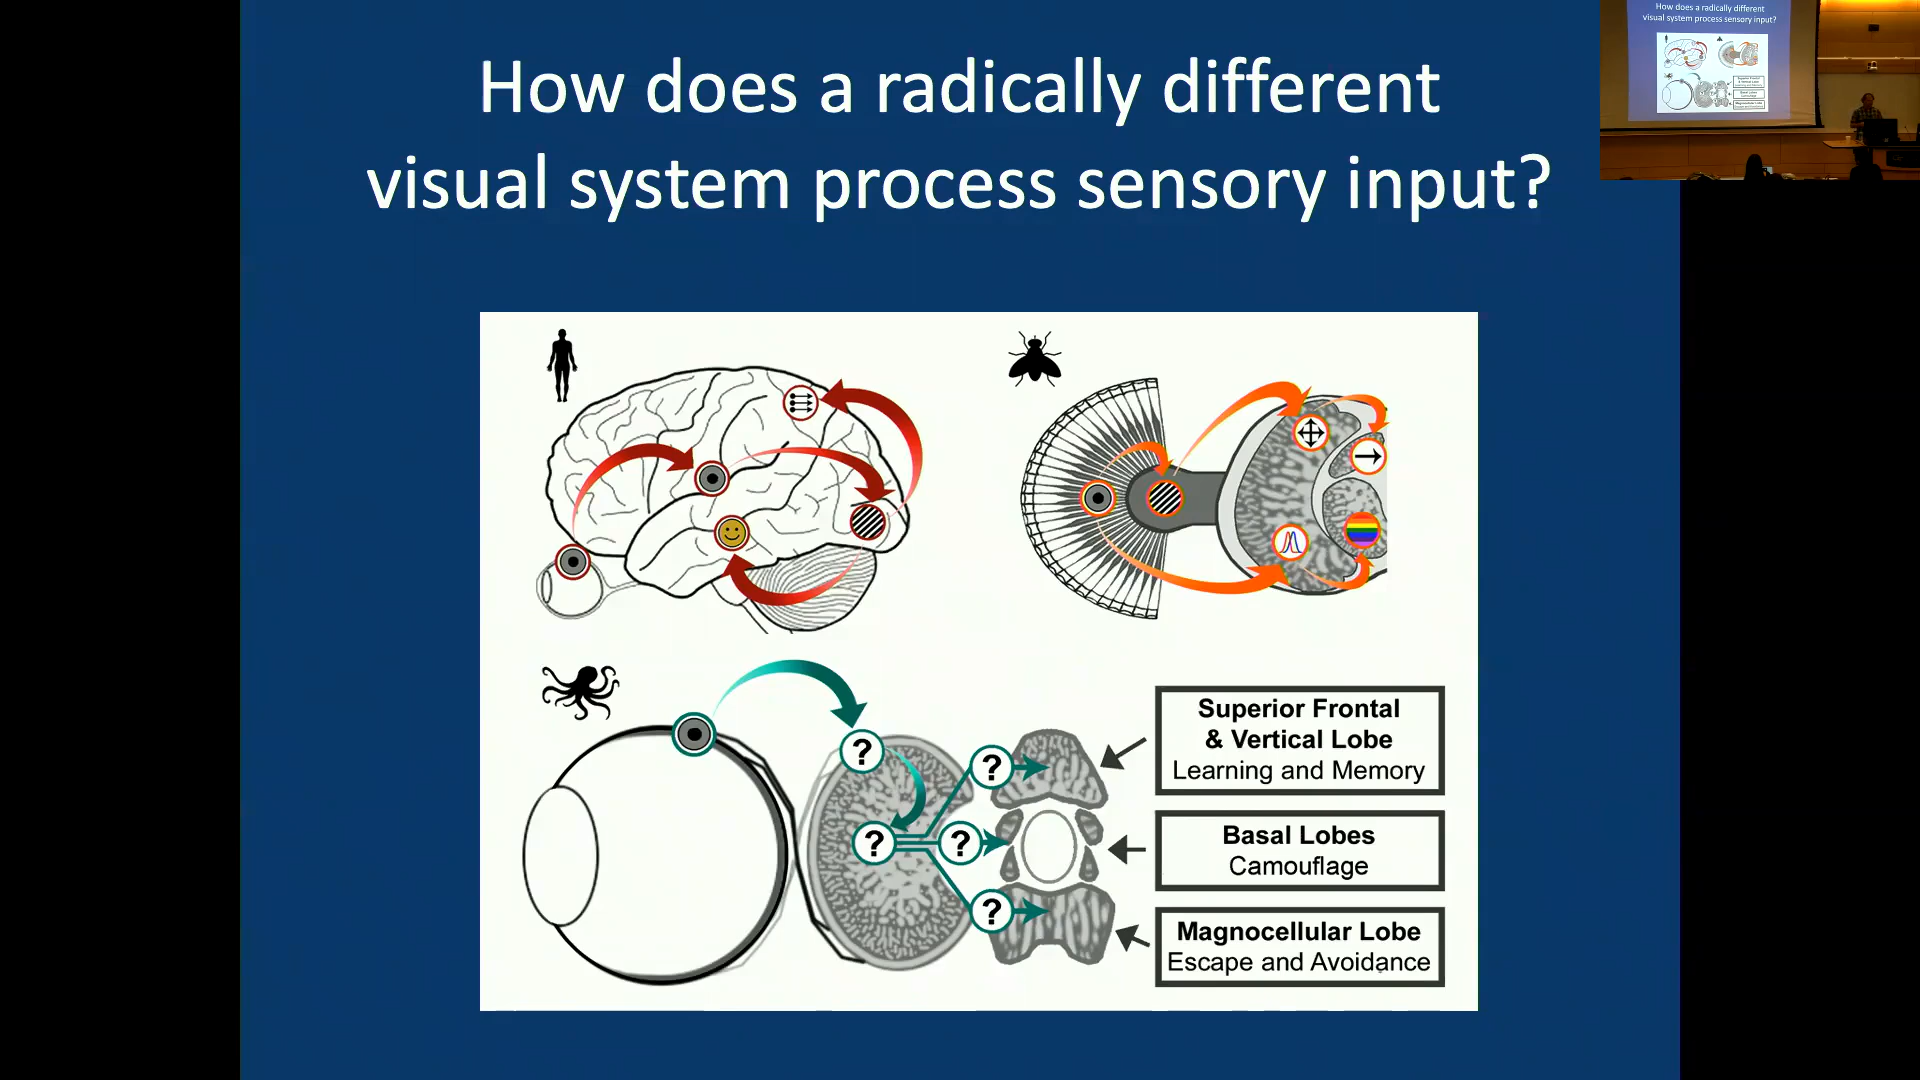 How does a radically different
visual system process sensory input?
?
?
?
?
?
Superior Frontal
& Vertical Lobe
Learning and Memory
Basal Lobes
Camouflage
Magnocellular Lobe
Escape and Avoidance
How does a radically different
visual system process sensory input?